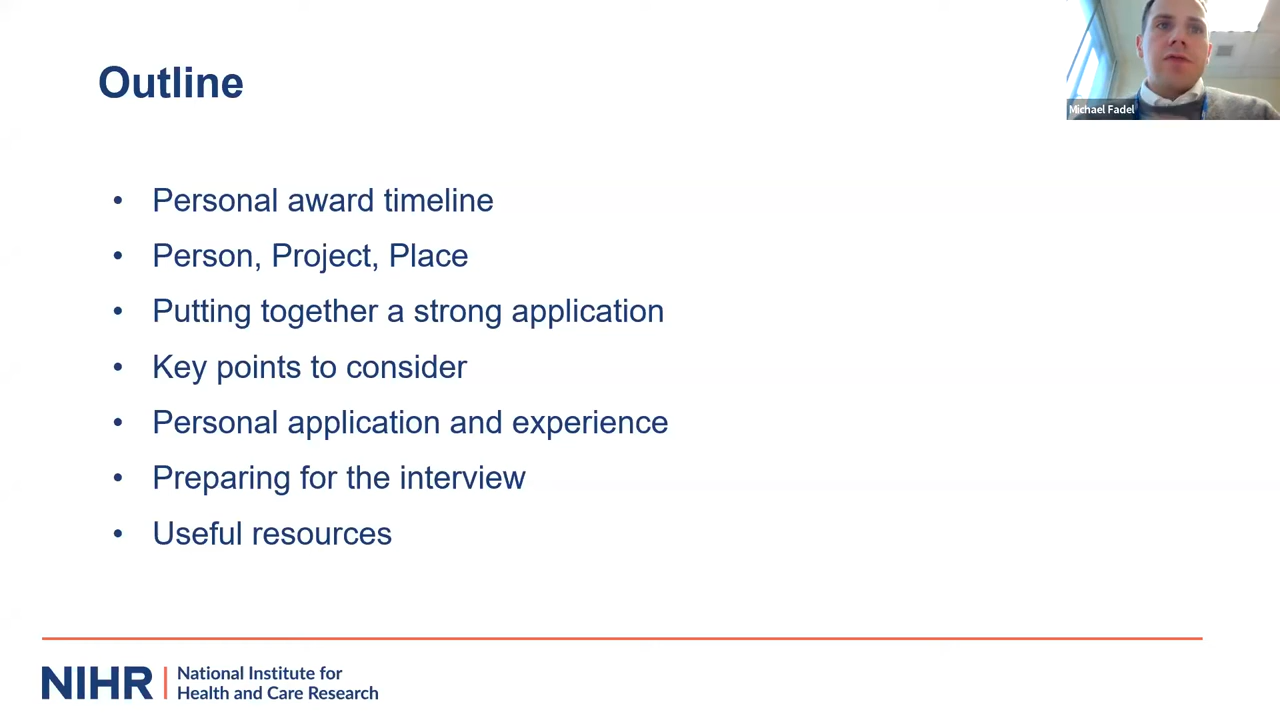 Outline
Michael Fadel
• Personal award timeline
• Person, Project, Place
• Putting together a strong application
• Key points to consider
• Personal application and experience
• Preparing for the interview
• Useful resources
NIHR | National Institute for
Health and Care Research